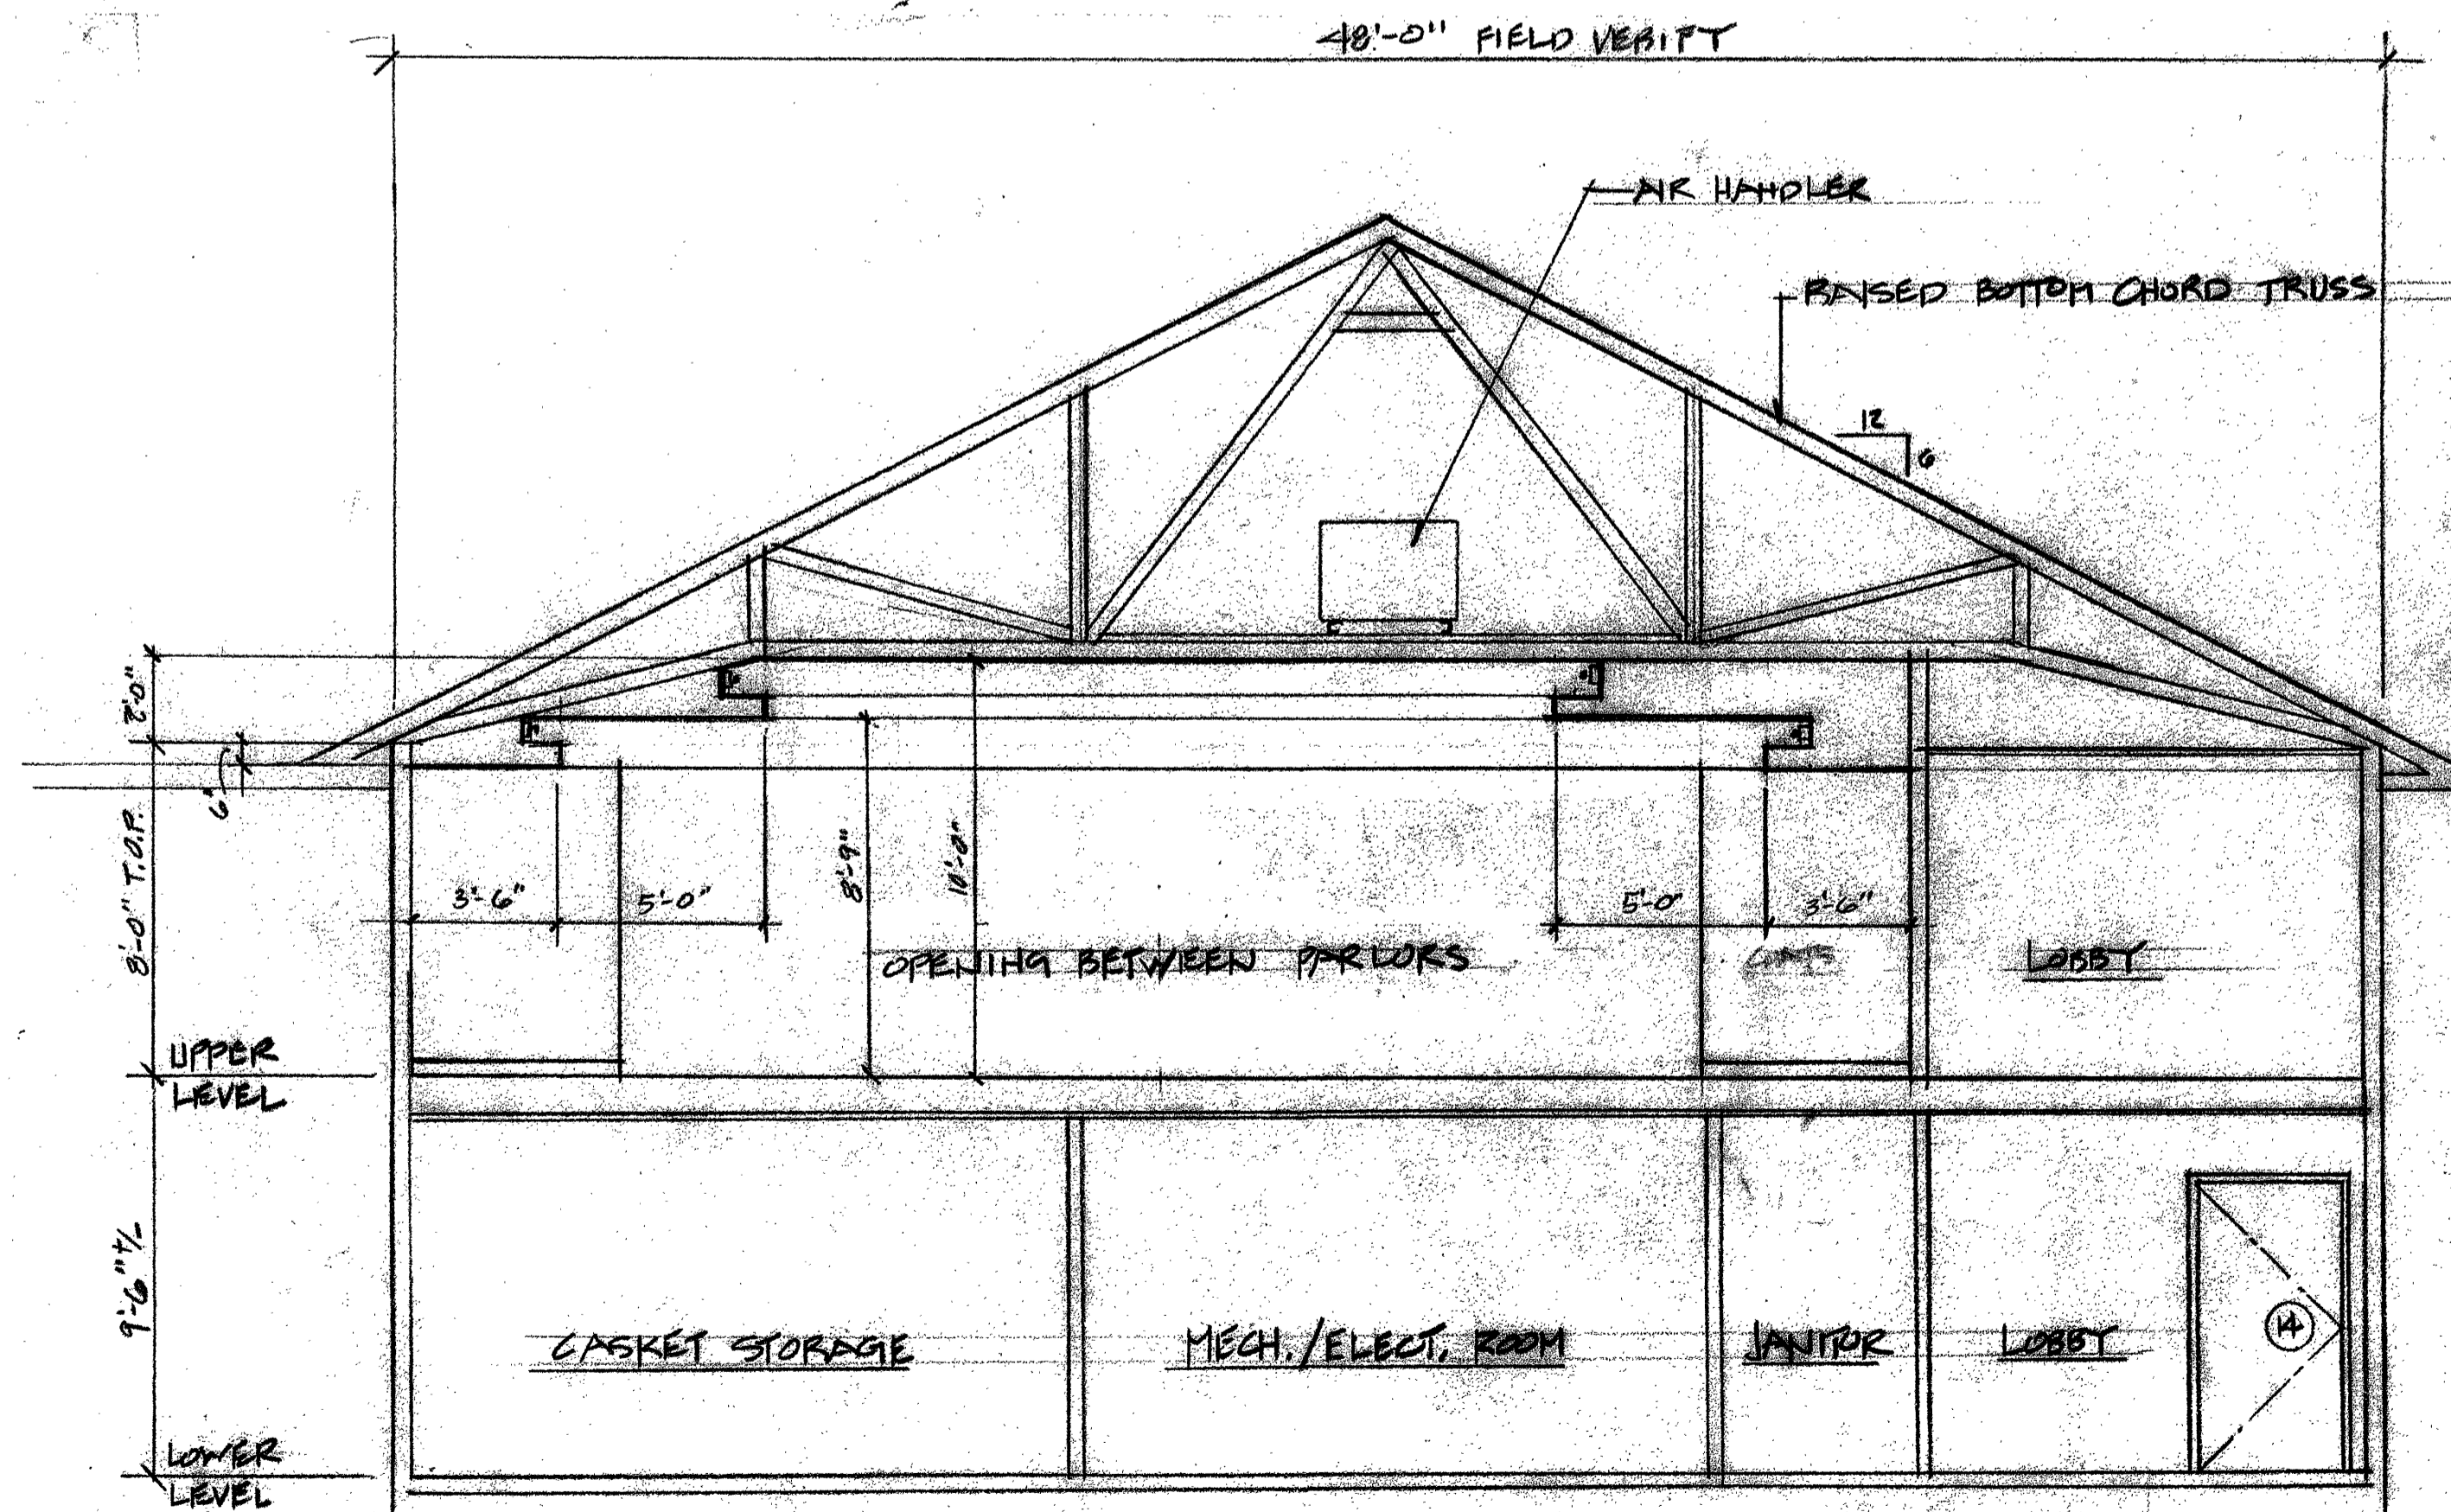 48'-0" FIELD VERIFY
AIR HANDLER
RAISED BOTTOM CHORD TRUSS
12
6
2'-0"
6"
8'-0" T.O.P.
3'-6"
5'-0"
8'-9"
10'-0"
5'-0"
3'-6"
OPENING BETWEEN PARLORS
LOBBY
UPPER
LEVEL
9'-6" +/-
CASKET STORAGE
MECH./ELECT. ROOM
JANITOR
LOBBY
14
LOWER
LEVEL